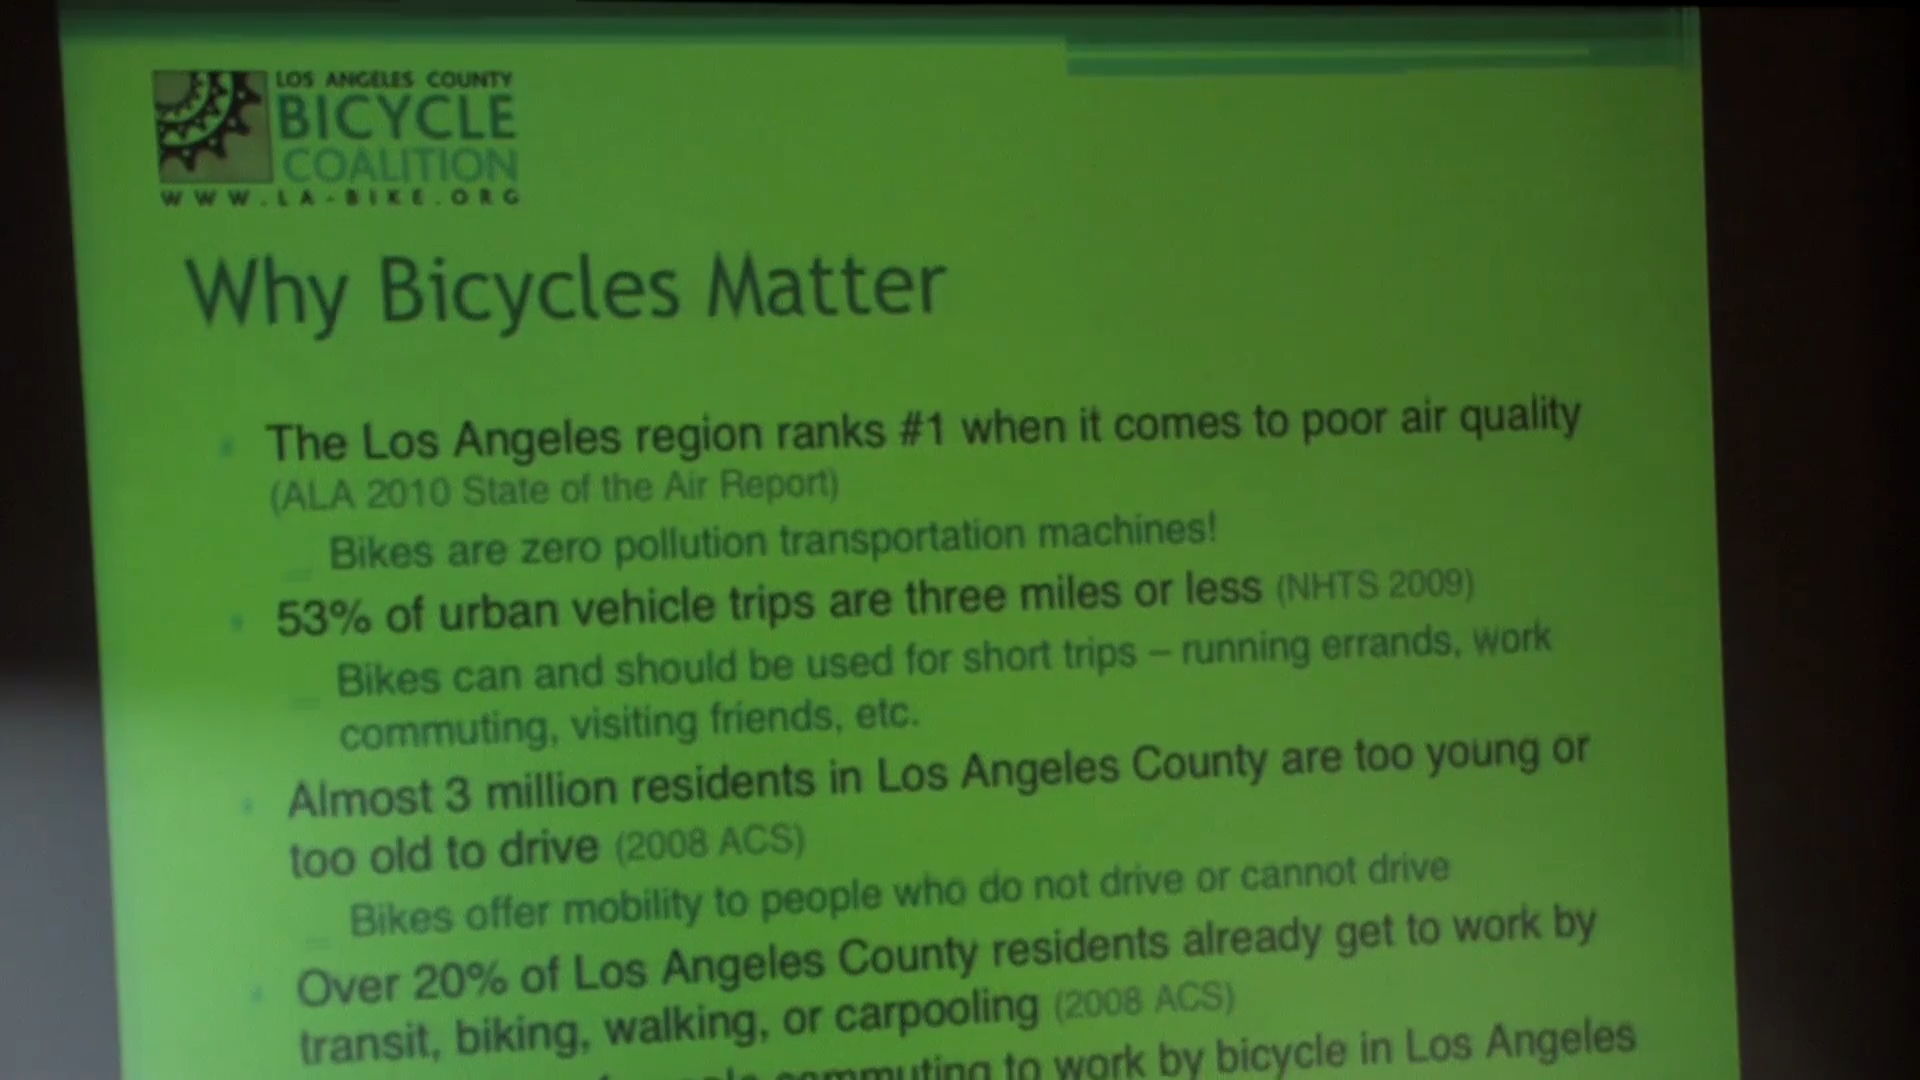 LOS ANGELES COUNTY
BICYCLE
COALITION
WWW.LA-BIKE.ORG
Why Bicycles Matter
The Los Angeles region ranks #1 when it comes to poor air quality
(ALA 2010 State of the Air Report)
Bikes are zero pollution transportation machines!
53% of urban vehicle trips are three miles or less (NHTS 2009)
Bikes can and should be used for short trips – running errands, work
commuting, visiting friends, etc.
Almost 3 million residents in Los Angeles County are too young or
too old to drive (2008 ACS)
Bikes offer mobility to people who do not drive or cannot drive
Over 20% of Los Angeles County residents already get to work by
transit, biking, walking, or carpooling (2008 ACS)
commuting to work by bicycle in Los Angeles